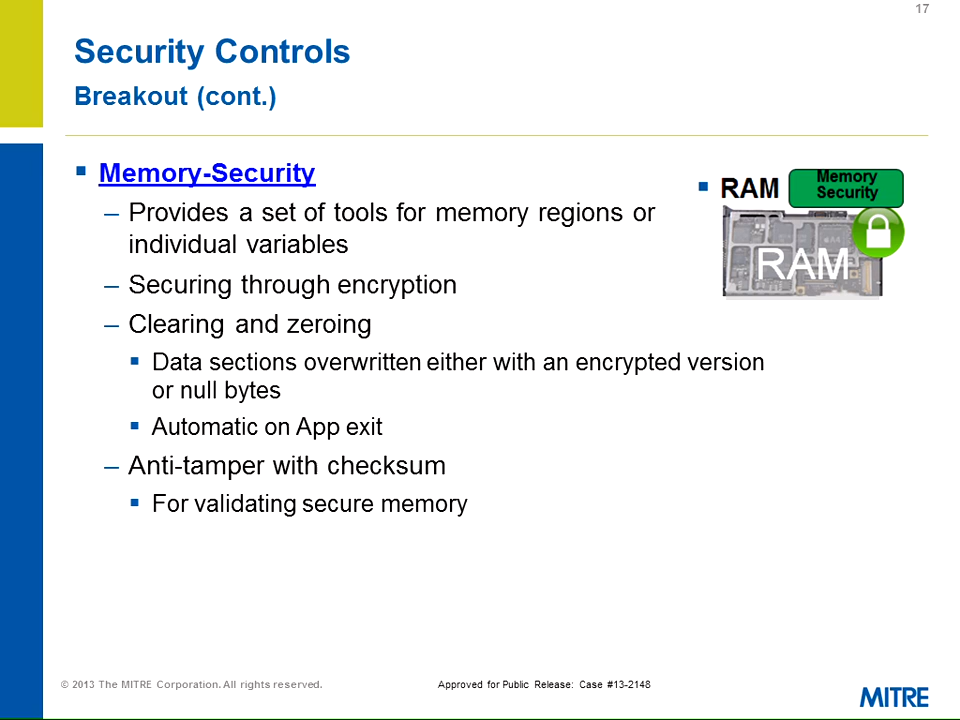 17
Security Controls
Breakout (cont.)
▪ Memory-Security
– Provides a set of tools for memory regions or
individual variables
– Securing through encryption
– Clearing and zeroing
▪ Data sections overwritten either with an encrypted version
or null bytes
▪ Automatic on App exit
– Anti-tamper with checksum
▪ For validating secure memory
▪ RAM
Memory
Security
RAM
© 2013 The MITRE Corporation. All rights reserved.
Approved for Public Release: Case #13-2148
MITRE